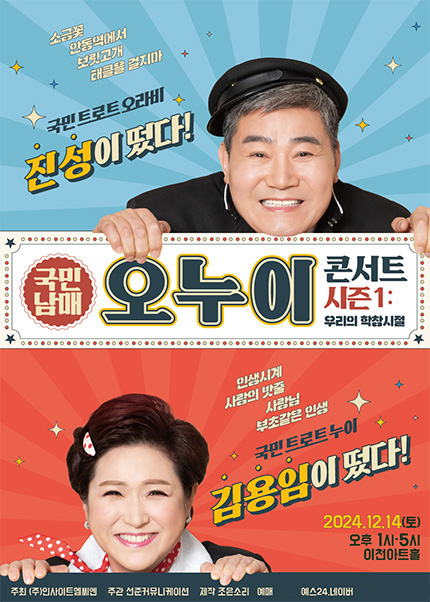 소금꽃
안동역에서
보릿고개
태클을 걸지마
국민 트로트 오라비
진성이 떴다!
국민
남매
오누이
콘서트
시즌1:
우리의 학창시절
인생시계
사랑의 밧줄
사랑님
부초같은 인생
국민 트로트 누이
김용임이 떴다!
2024.12.14(토)
오후 1시·5시
이천아트홀
주최 (주)인사이트엠씨엔 주관 선준커뮤니케이션 제작 조은소리 예매 예스24.네이버